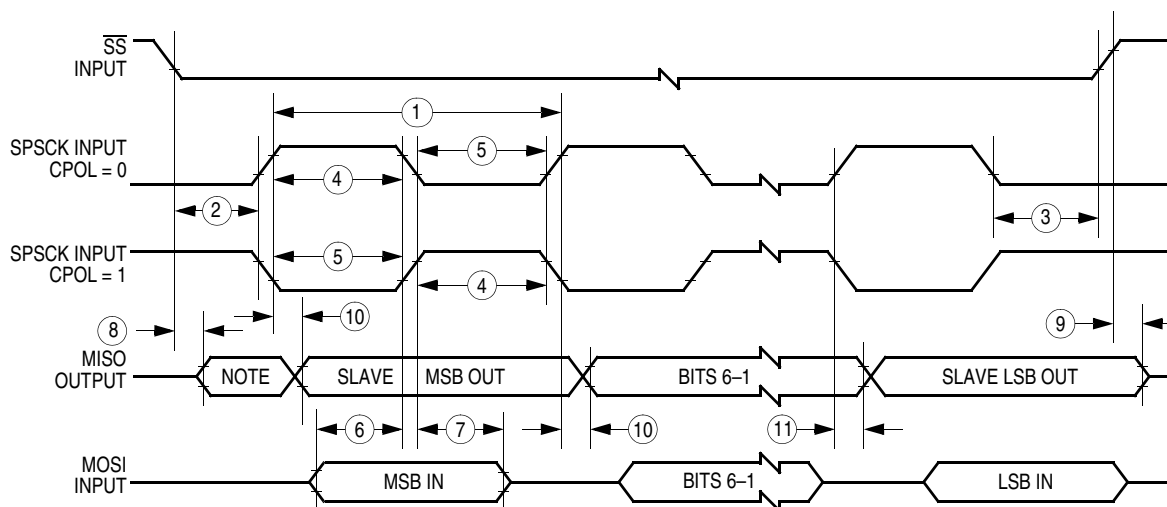 SS
INPUT
1
SPSCK INPUT
CPOL = 0
5
4
2
3
SPSCK INPUT
CPOL = 1
5
4
8
10
9
MISO
OUTPUT
NOTE
SLAVE MSB OUT
BITS 6–1
SLAVE LSB OUT
6
7
10
11
MOSI
INPUT
MSB IN
BITS 6–1
LSB IN